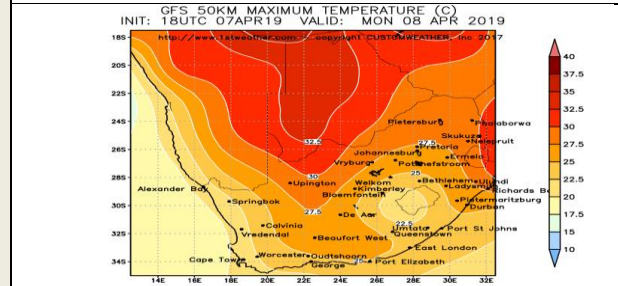 GFS 50KM MAXIMUM TEMPERATURE (C)
INIT: 18UTC 07APR19 VALID: MON 08 APR 2019
http://www.1stweather.com copyright CUSTOMWEATHER, Inc 2017
18S
20S
22S
24S
26S
28S
30S
32S
34S
14E 16E 18E 20E 22E 24E 26E 28E 30E 32E
40
37.5
35
32.5
30
27.5
25
22.5
20
17.5
15
10
Pietersburg
Phalaborwa
Skukuza
Nelspruit
32.5
27.5
Pretoria
Johannesburg
Ermelo
Vryburg
Potchefstroom
30
25
Upington
Welkom
Bethlehem
Ulundi
Alexander Bay
Kimberley
Ladysmith
Richards B
Bloemfontein
Springbok
Pietermaritzburg
Durban
27.5
De Aar
22.5
Calvinia
Umtata
Port St Johns
Vredendal
Beaufort West
Queenstown
East London
Cape Town
Worcester
Oudtshoorn
George
25
Port Elizabeth